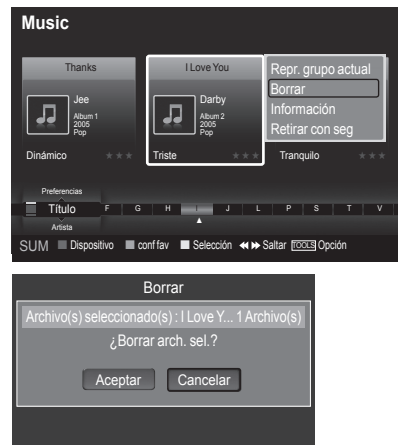 Music
Thanks
Jee
Album 1
2005
Pop
Dinámico
I Love You
Darby
Album 2
2005
Pop
Triste
Repr. grupo actual
Borrar
Información
Retirar con seg
Tranquilo
Preferencias
Título F G H I J L P S T V
Artista
SUM Dispositivo conf fav Selección Saltar TOOLS Opción
Borrar
Archivo(s) seleccionado(s) : I Love Y... 1 Archivo(s)
¿Borrar arch. sel.?
Aceptar Cancelar